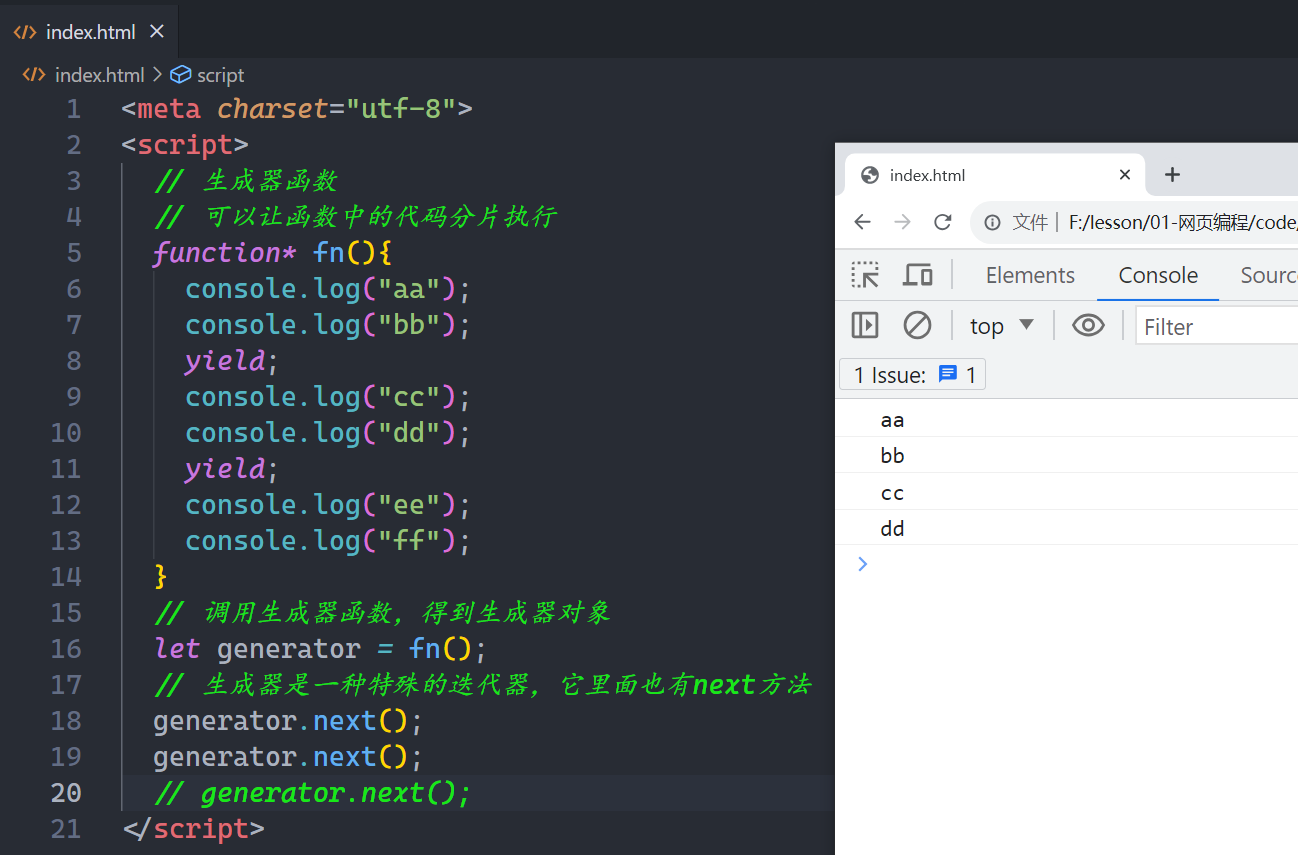 index.html
index.html > script
1 <meta charset="utf-8">
2 <script>
3 // 生成器函数
4 // 可以让函数中的代码分片执行
5 function* fn(){
6 console.log("aa");
7 console.log("bb");
8 yield;
9 console.log("cc");
10 console.log("dd");
11 yield;
12 console.log("ee");
13 console.log("ff");
14 }
15 // 调用生成器函数，得到生成器对象
16 let generator = fn();
17 // 生成器是一种特殊的迭代器，它里面也有next方法
18 generator.next();
19 generator.next();
20 // generator.next();
21 </script>
index.html
文件 | F:/lesson/01-网页编程/code/
Elements Console Sourc
top Filter
1 Issue: 1
aa
bb
cc
dd